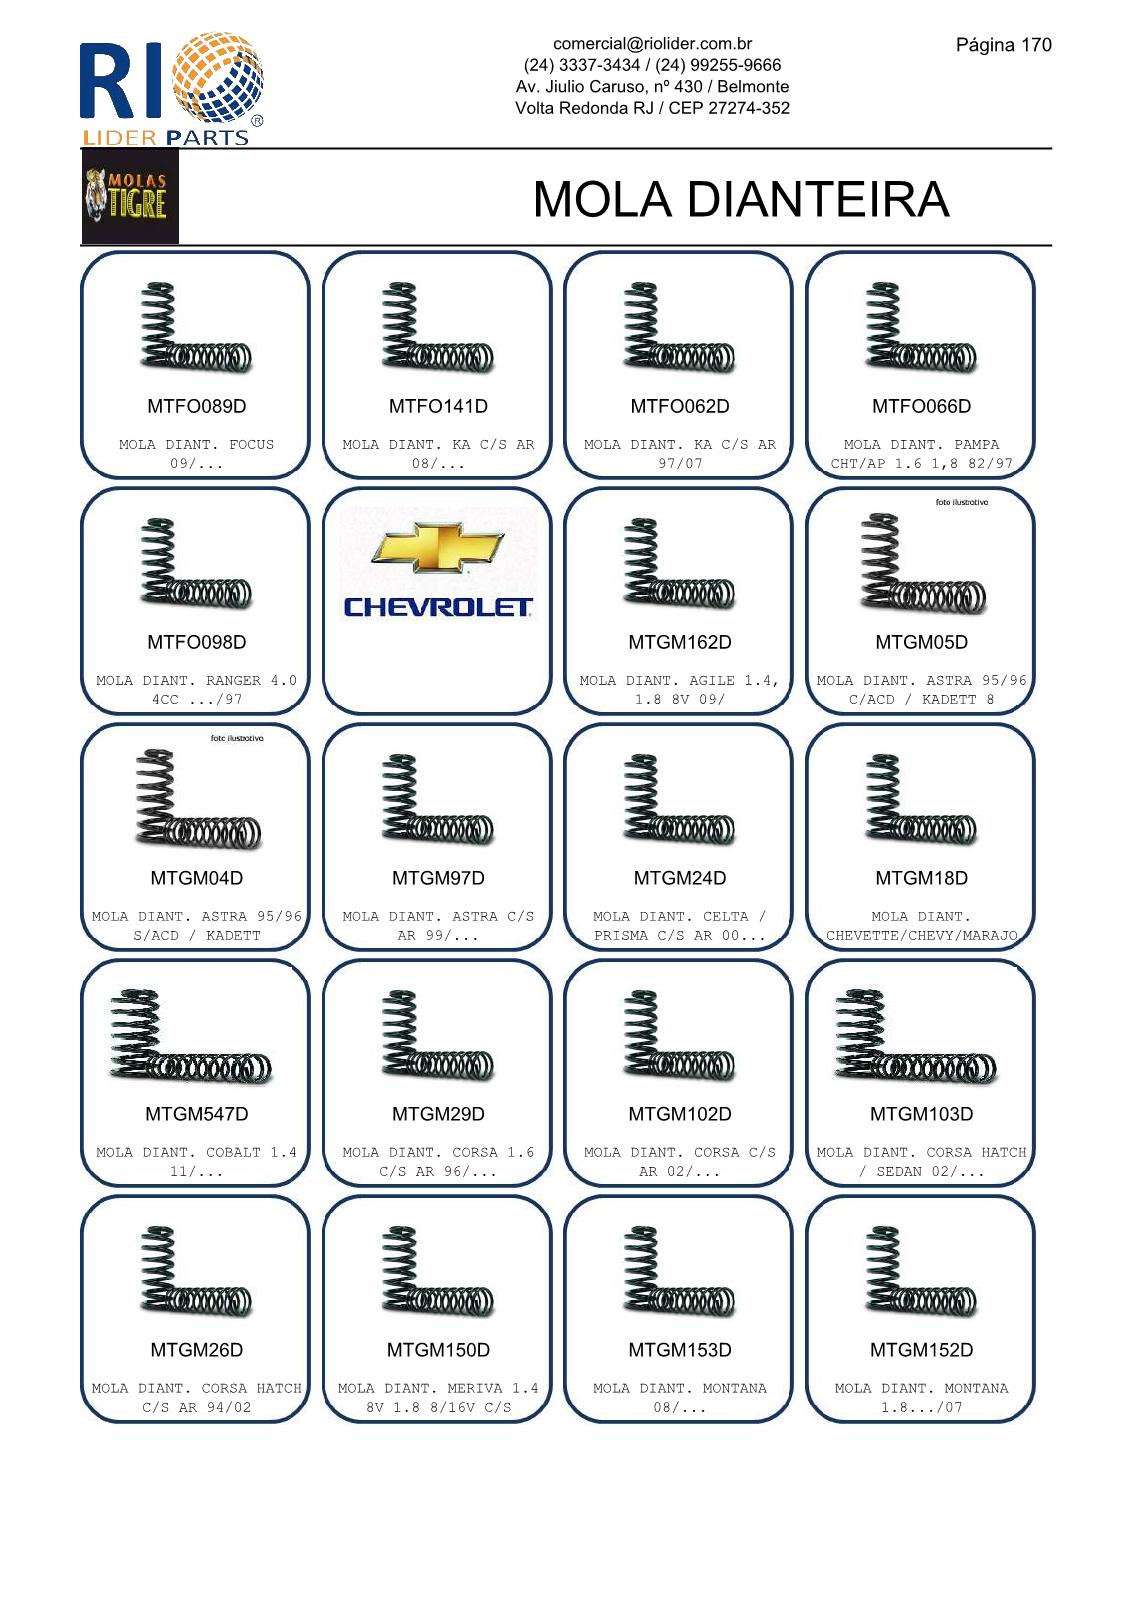 RIO
LIDER PARTS
®
comercial@riolider.com.br
(24) 3337-3434 / (24) 99255-9666
Av. Jiulio Caruso, nº 430 / Belmonte
Volta Redonda RJ / CEP 27274-352
Página 170
MOLAS
TIGRE
MOLA DIANTEIRA
MTFO089D
MOLA DIANT. FOCUS
09/...
MTFO141D
MOLA DIANT. KA C/S AR
08/...
MTFO062D
MOLA DIANT. KA C/S AR
97/07
MTFO066D
MOLA DIANT. PAMPA
CHT/AP 1.6 1,8 82/97
MTFO098D
MOLA DIANT. RANGER 4.0
4CC .../97
CHEVROLET
MTGM162D
MOLA DIANT. AGILE 1.4,
1.8 8V 09/
foto ilustrativa
MTGM05D
MOLA DIANT. ASTRA 95/96
C/ACD / KADETT 8
foto ilustrativa
MTGM04D
MOLA DIANT. ASTRA 95/96
S/ACD / KADETT
MTGM97D
MOLA DIANT. ASTRA C/S
AR 99/...
MTGM24D
MOLA DIANT. CELTA /
PRISMA C/S AR 00...
MTGM18D
MOLA DIANT.
CHEVETTE/CHEVY/MARAJO
MTGM547D
MOLA DIANT. COBALT 1.4
11/...
MTGM29D
MOLA DIANT. CORSA 1.6
C/S AR 96/...
MTGM102D
MOLA DIANT. CORSA C/S
AR 02/...
MTGM103D
MOLA DIANT. CORSA HATCH
/ SEDAN 02/...
MTGM26D
MOLA DIANT. CORSA HATCH
C/S AR 94/02
MTGM150D
MOLA DIANT. MERIVA 1.4
8V 1.8 8/16V C/S
MTGM153D
MOLA DIANT. MONTANA
08/...
MTGM152D
MOLA DIANT. MONTANA
1.8.../07